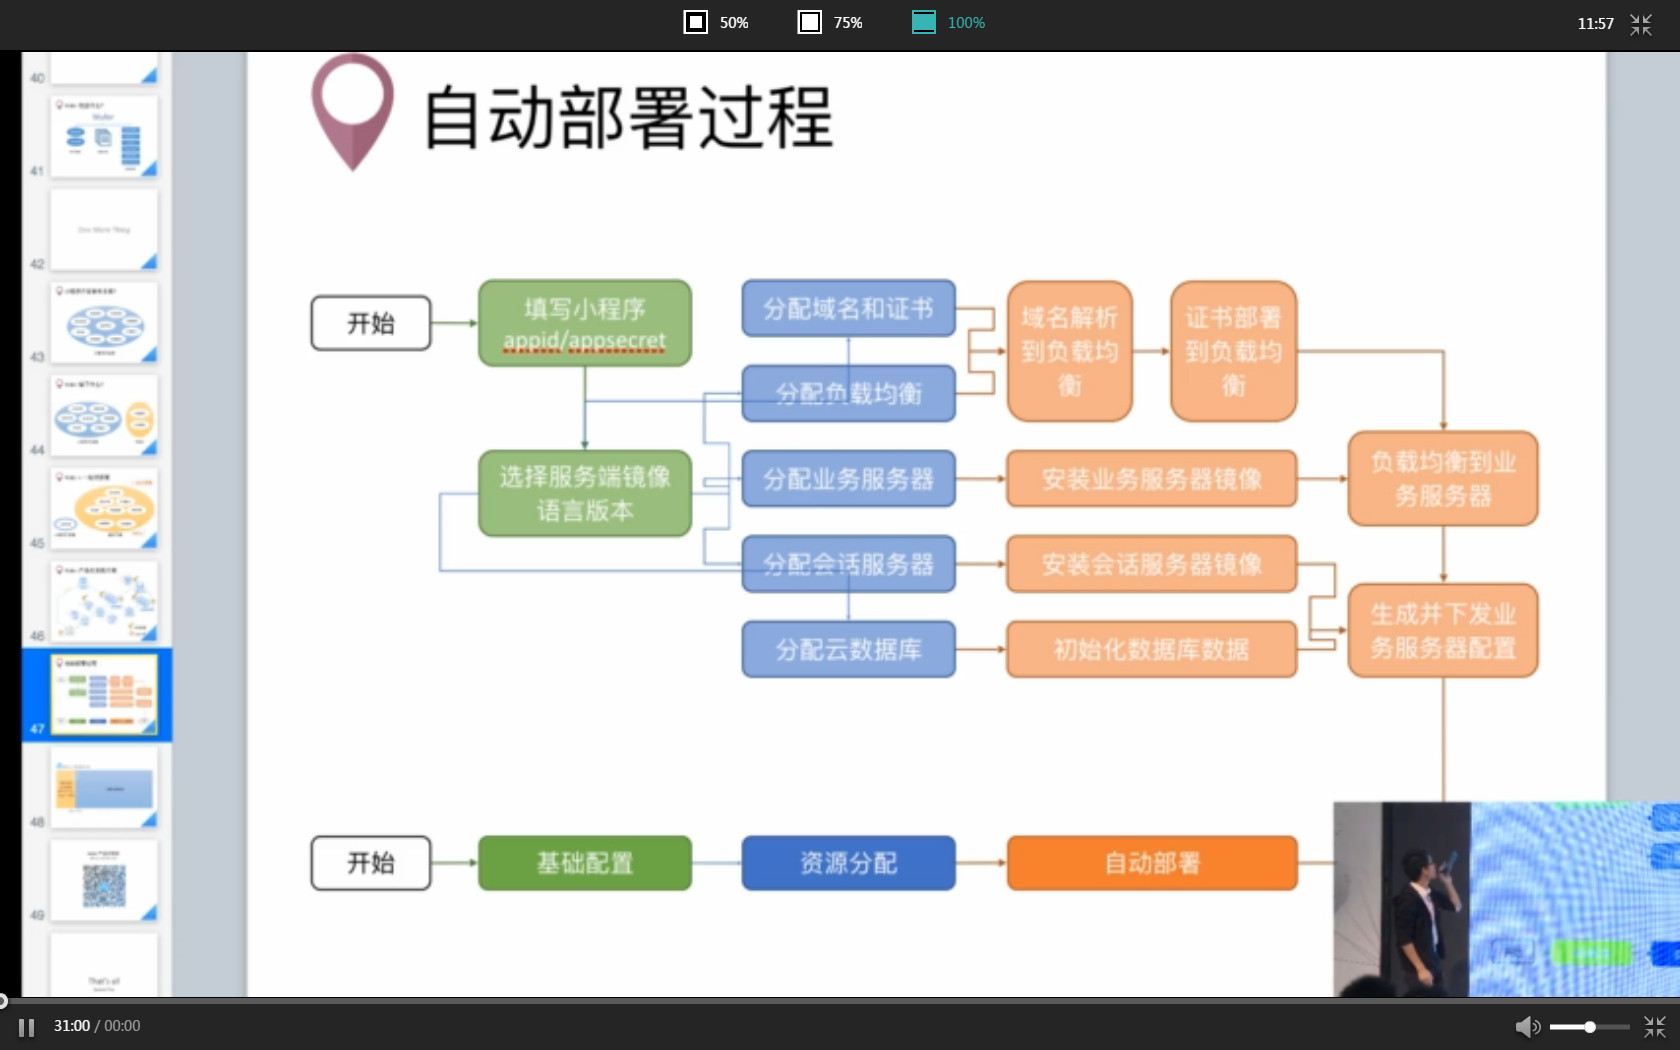 50%
75%
100%
11:57
自动部署过程
开始
填写小程序
appid/appsecret
分配域名和证书
域名解析
到负载均
衡
证书部署
到负载均
衡
分配负载均衡
选择服务端镜像
语言版本
分配业务服务器
安装业务服务器镜像
负载均衡到业
务服务器
分配会话服务器
安装会话服务器镜像
生成并下发业
务服务器配置
分配云数据库
初始化数据库数据
开始
基础配置
资源分配
自动部署
40
41
One More Thing
42
43
44
45
46
47
48
49
That's all
31:00 / 00:00